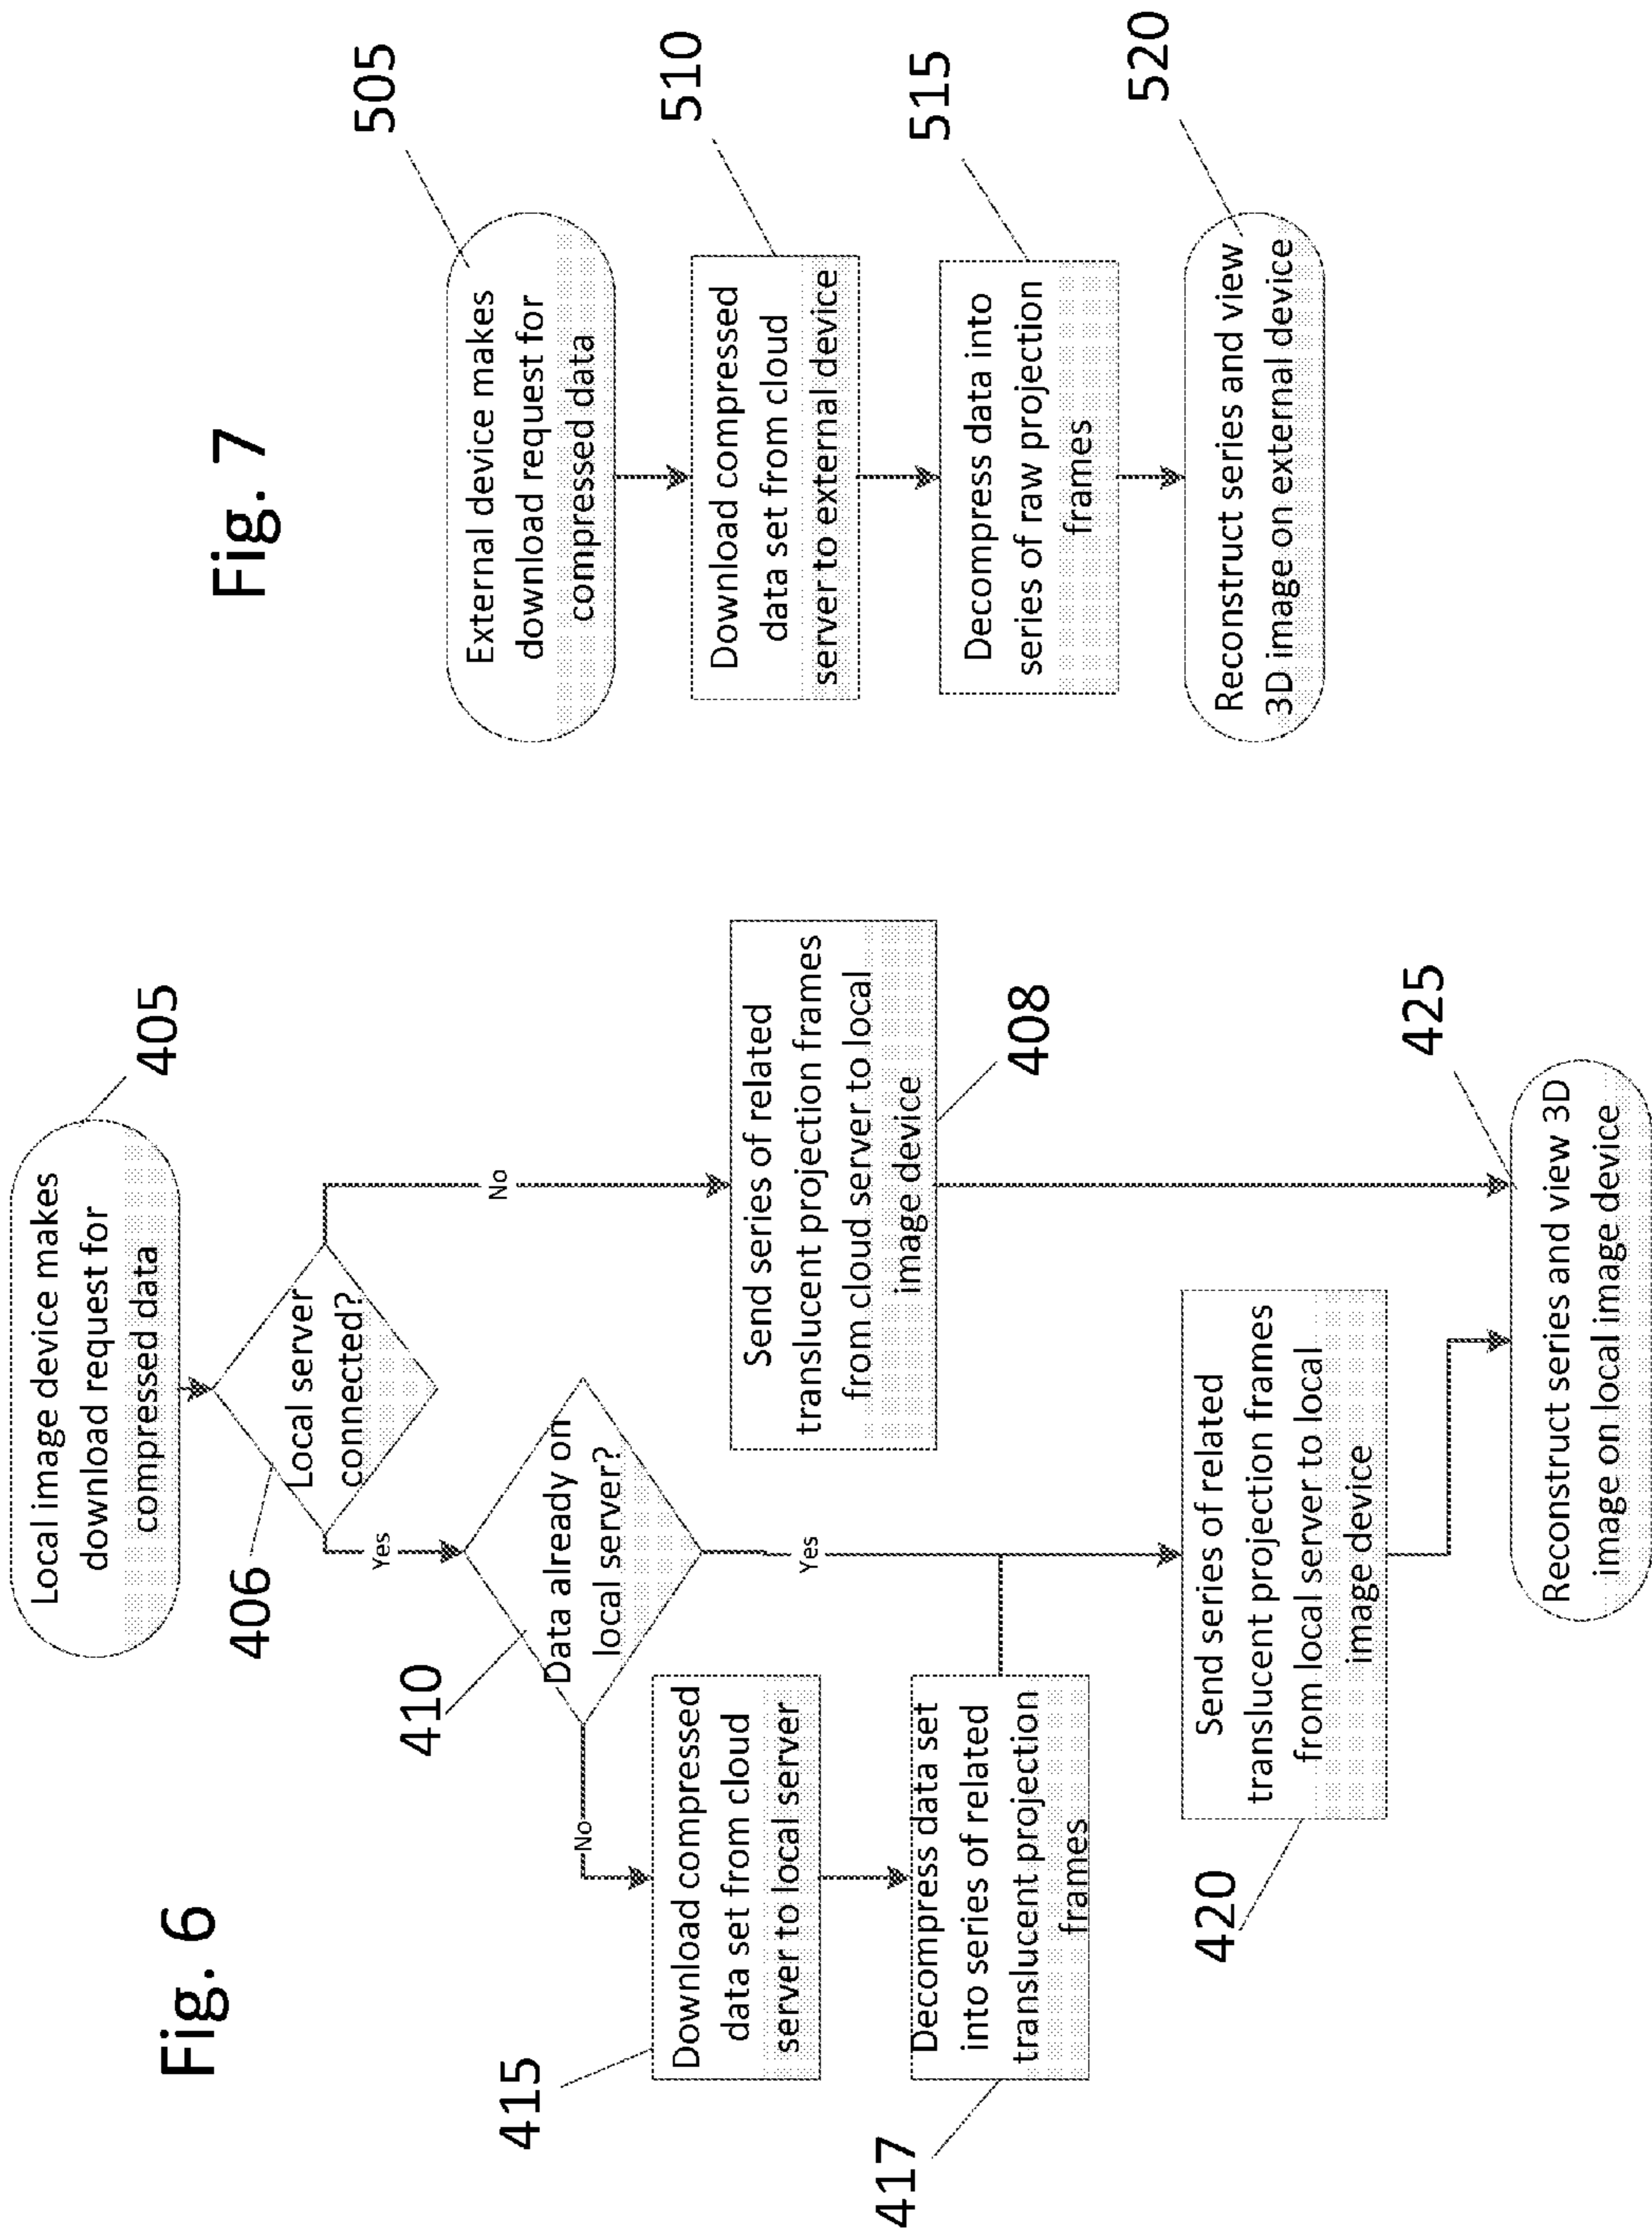 Fig. 6
Local image device makes
download request for
compressed data
405
Local server
connected?
406
Yes
No
Data already on
local server?
410
No
Yes
Download compressed
data set from cloud
server to local server
415
Decompress data set
into series of related
translucent projection
frames
417
Send series of related
translucent projection frames
from cloud server to local
image device
408
Send series of related
translucent projection frames
from local server to local
image device
420
Reconstruct series and view 3D
image on local image device
425
Fig. 7
External device makes
download request for
compressed data
505
Download compressed
data set from cloud
server to external device
510
Decompress data into
series of raw projection
frames
515
Reconstruct series and view
3D image on external device
520